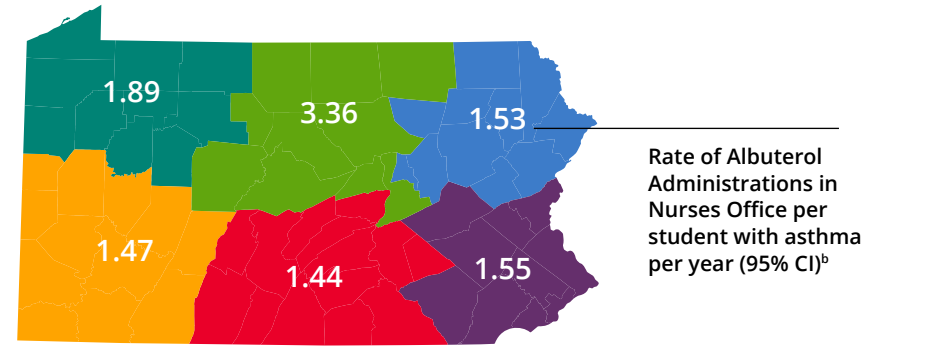 1.89
3.36
1.53
1.47
1.44
1.55
Rate of Albuterol
Administrations in
Nurses Office per
student with asthma
per year (95% CI)ᵇ